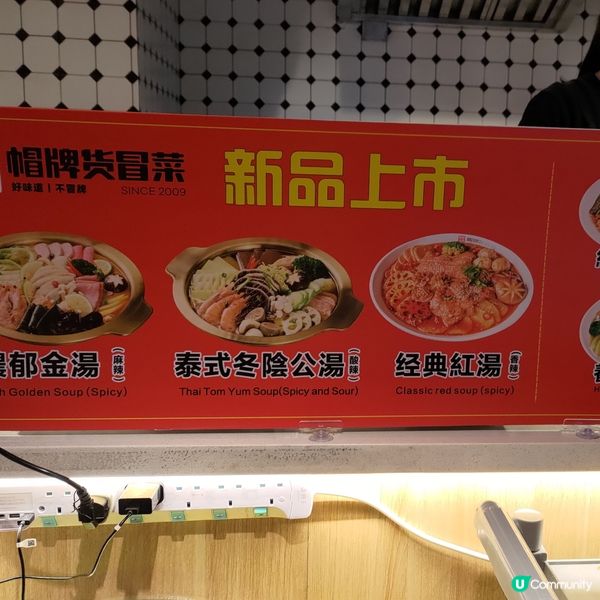 帽牌货冒菜
好味道|不冒牌
SINCE 2009
新品上市
郁金湯(麻辣)
Golden Soup (Spicy)
泰式冬陰公湯(酸辣)
Thai Tom Yum Soup(Spicy and Sour)
经典紅湯(香辣)
Classic red soup (spicy)
U Community